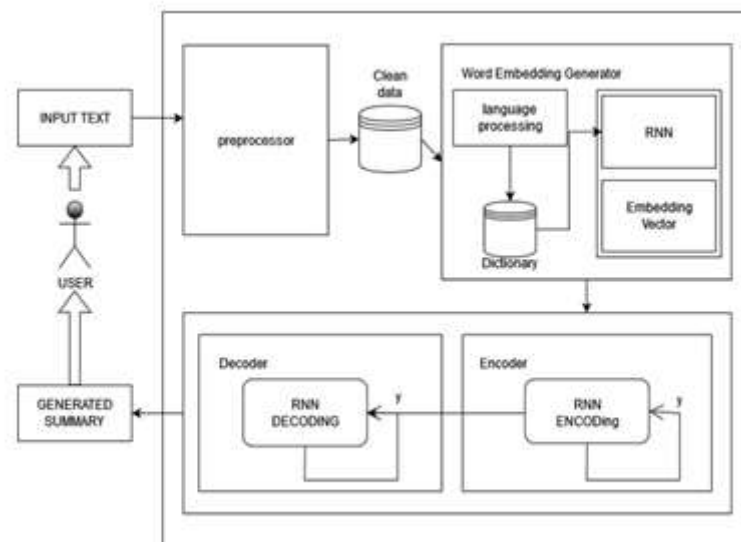 INPUT TEXT
preprocessor
Clean
data
Word Embedding Generator
language
processing
RNN
Embedding
Vector
Dictionary
USER
GENERATED
SUMMARY
Decoder
RNN
DECODING
y
Encoder
RNN
ENCODing
y